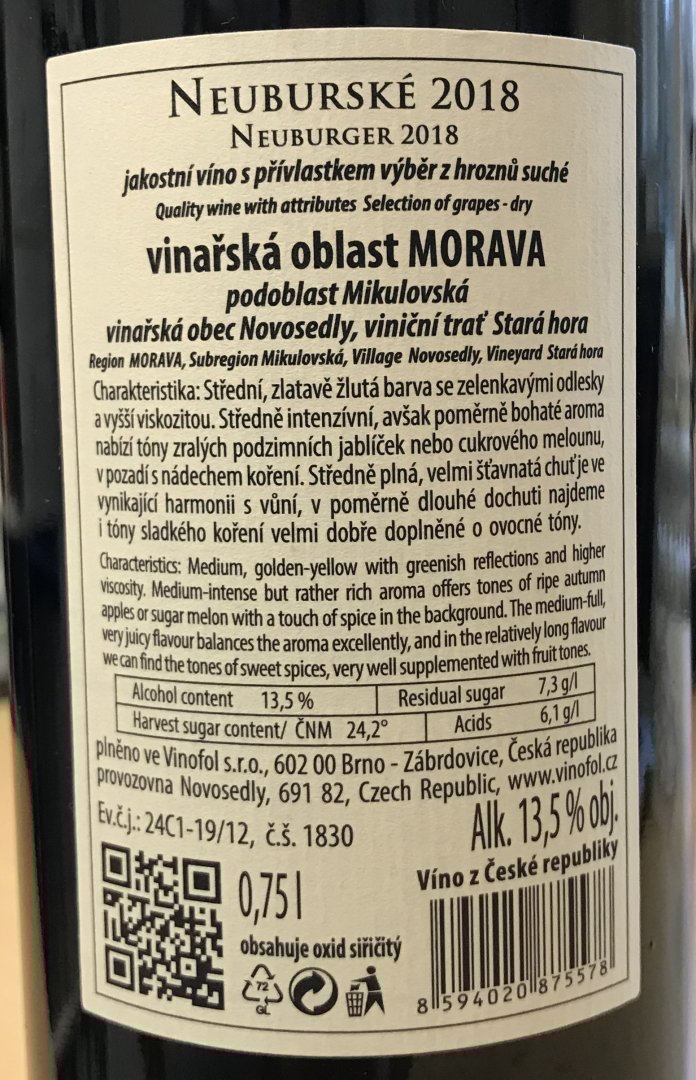 NEUBURSKÉ 2018
NEUBURGER 2018
jakostní víno s přívlastkem výběr z hroznů suché
Quality wine with attributes Selection of grapes - dry
vinařská oblast MORAVA
podoblast Mikulovská
vinařská obec Novosedly, viniční trať Stará hora
Region MORAVA, Subregion Mikulovská, Village Novosedly, Vineyard Stará hora
Charakteristika: Střední, zlatavě žlutá barva se zelenkavými odlesky
a vyšší viskozitou. Středně intenzívní, avšak poměrně bohaté aroma
nabízí tóny zralých podzimních jablíček nebo cukrového melounu,
v pozadí s nádechem koření. Středně plná, velmi šťavnatá chuť je ve
vynikající harmonii s vůní, v poměrně dlouhé dochuti najdeme
i tóny sladkého koření velmi dobře doplněné o ovocné tóny.
Characteristics: Medium, golden-yellow with greenish reflections and higher
viscosity. Medium-intense but rather rich aroma offers tones of ripe autumn
apples or sugar melon with a touch of spice in the background. The medium-full,
very juicy flavour balances the aroma excellently, and in the relatively long flavour
we can find the tones of sweet spices, very well supplemented with fruit tones.
Alcohol content 13,5 % Residual sugar 7,3 g/l
Harvest sugar content/ ČNM 24,2° Acids 6,1 g/l
plněno ve Vinofol s.r.o., 602 00 Brno - Zábrdovice, Česká republika
provozovna Novosedly, 691 82, Czech Republic, www.vinofol.cz
Ev.č.j.: 24C1-19/12, č.š. 1830
Alk. 13,5 % obj.
Víno z České republiky
0,75 l
obsahuje oxid siřičitý
72
GL
8 594020 875578